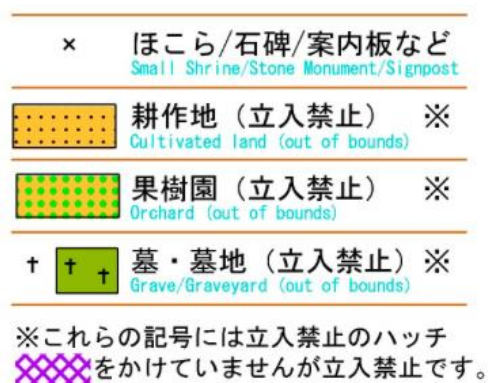 × ほこら/石碑/案内板など
Small Shrine/Stone Monument/Signpost
耕作地（立入禁止） ※
Cultivated land (out of bounds)
果樹園（立入禁止） ※
Orchard (out of bounds)
墓・墓地（立入禁止）※
Grave/Graveyard (out of bounds)
※これらの記号には立入禁止のハッチ
をかけていませんが立入禁止です。